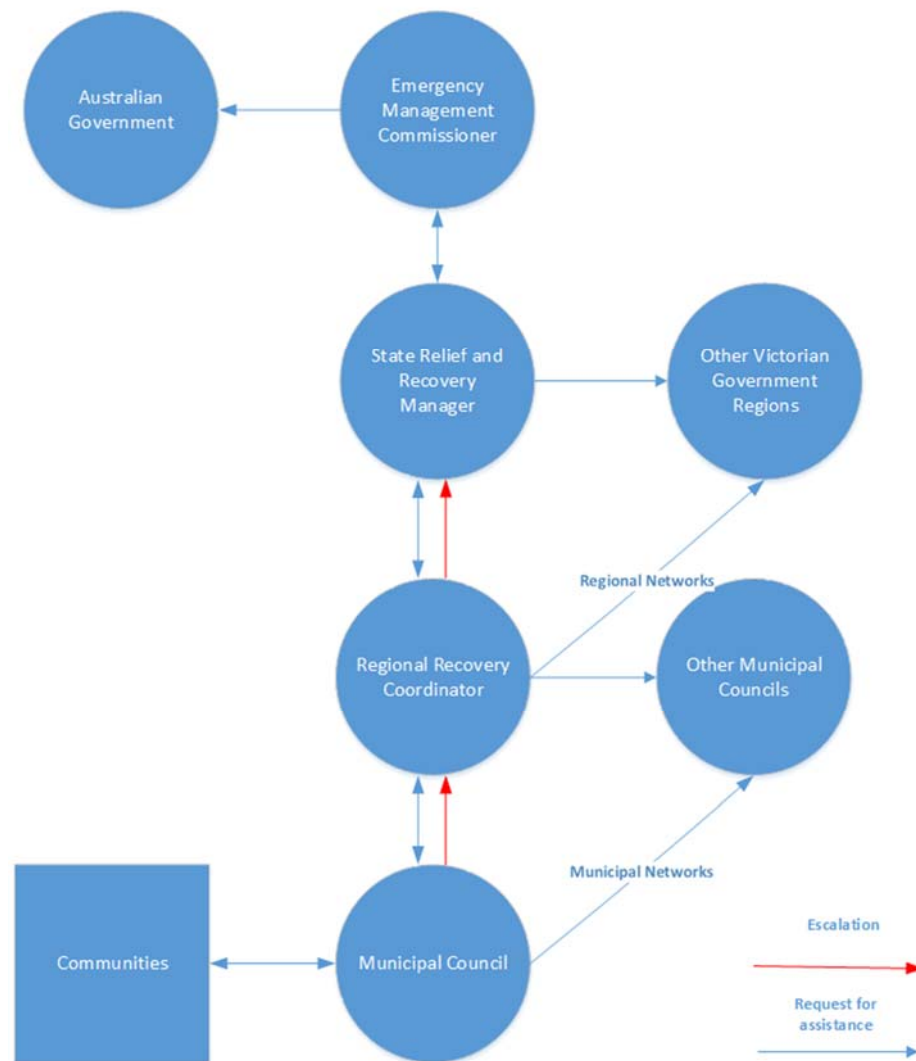 Australian
Government
Emergency
Management
Commissioner
State Relief and
Recovery
Manager
Other Victorian
Government
Regions
Regional Networks
Regional Recovery
Coordinator
Other Municipal
Councils
Municipal Networks
Communities
Municipal Council
Escalation
Request for
assistance